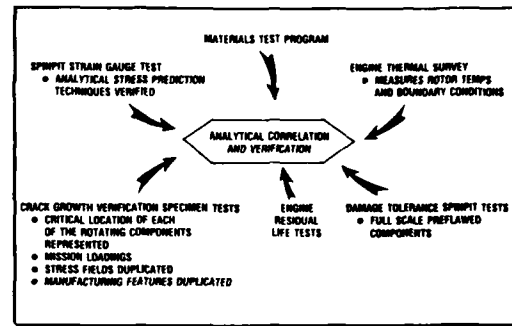 MATERIALS TEST PROGRAM
SPINPIT STRAIN GAUGE TEST
● ANALYTICAL STRESS PREDICTION
TECHNIQUES VERIFIED
ENGINE THERMAL SURVEY
● MEASURES ROTOR TEMPS
AND BOUNDARY CONDITIONS
ANALYTICAL CORRELATION
AND VERIFICATION
CRACK GROWTH VERIFICATION SPECIMEN TESTS
● CRITICAL LOCATION OF EACH
OF THE ROTATING COMPONENTS
REPRESENTED
● MISSION LOADINGS
● STRESS FIELDS DUPLICATED
● MANUFACTURING FEATURES DUPLICATED
ENGINE
RESIDUAL
LIFE TESTS
DAMAGE TOLERANCE SPINPIT TESTS
● FULL SCALE PREFLAWED
COMPONENTS